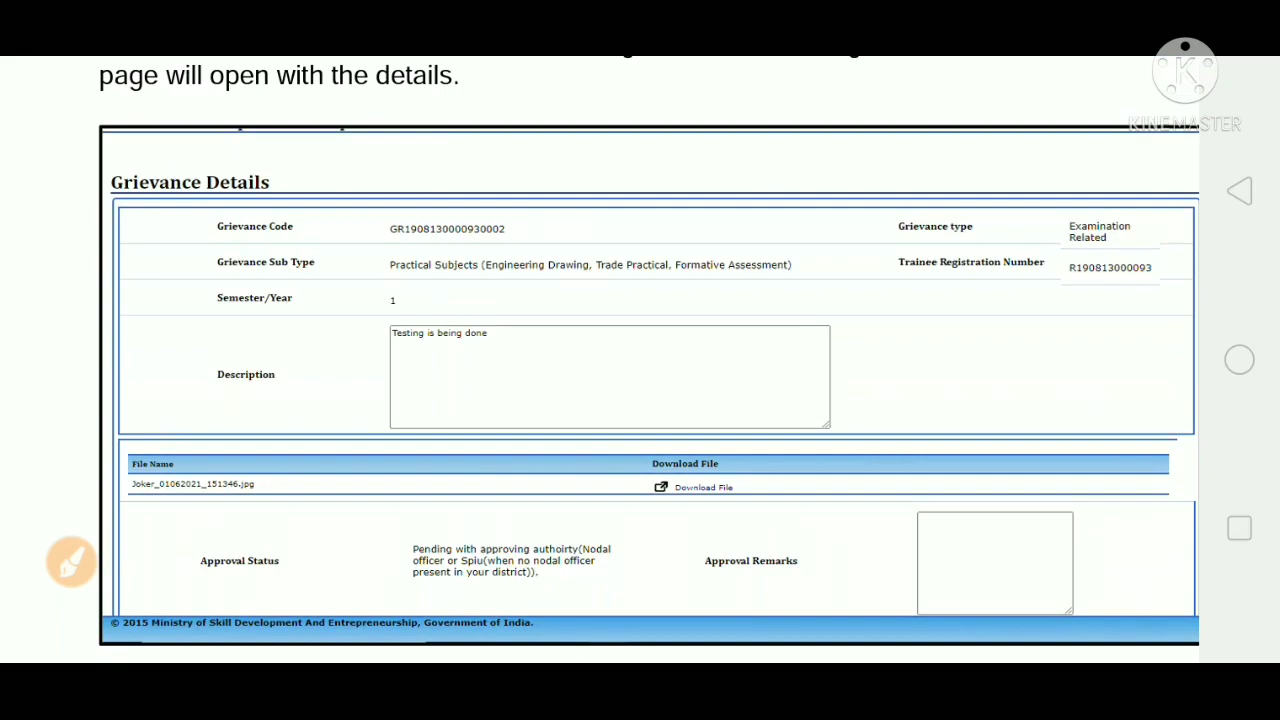 page will open with the details.
K
KINEMASTER
Grievance Details
Grievance Code GR1908130000930002 Grievance type Examination Related
Grievance Sub Type Practical Subjects (Engineering Drawing, Trade Practical, Formative Assessment) Trainee Registration Number R190813000093
Semester/Year 1
Description Testing is being done
File Name Download File
Joker_01062021_151346.jpg Download File
Approval Status Pending with approving authoirty(Nodal officer or Spiu(when no nodal officer present in your district)). Approval Remarks
© 2015 Ministry of Skill Development And Entrepreneurship, Government of India.